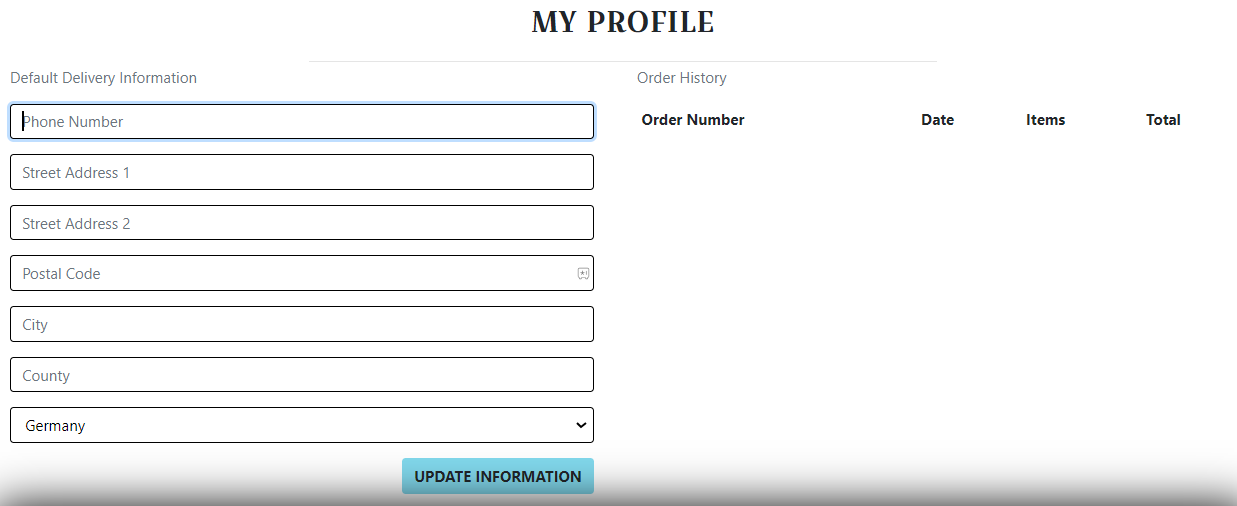 MY PROFILE
Default Delivery Information
Phone Number
Street Address 1
Street Address 2
Postal Code
City
County
Germany
UPDATE INFORMATION
Order History
Order Number Date Items Total